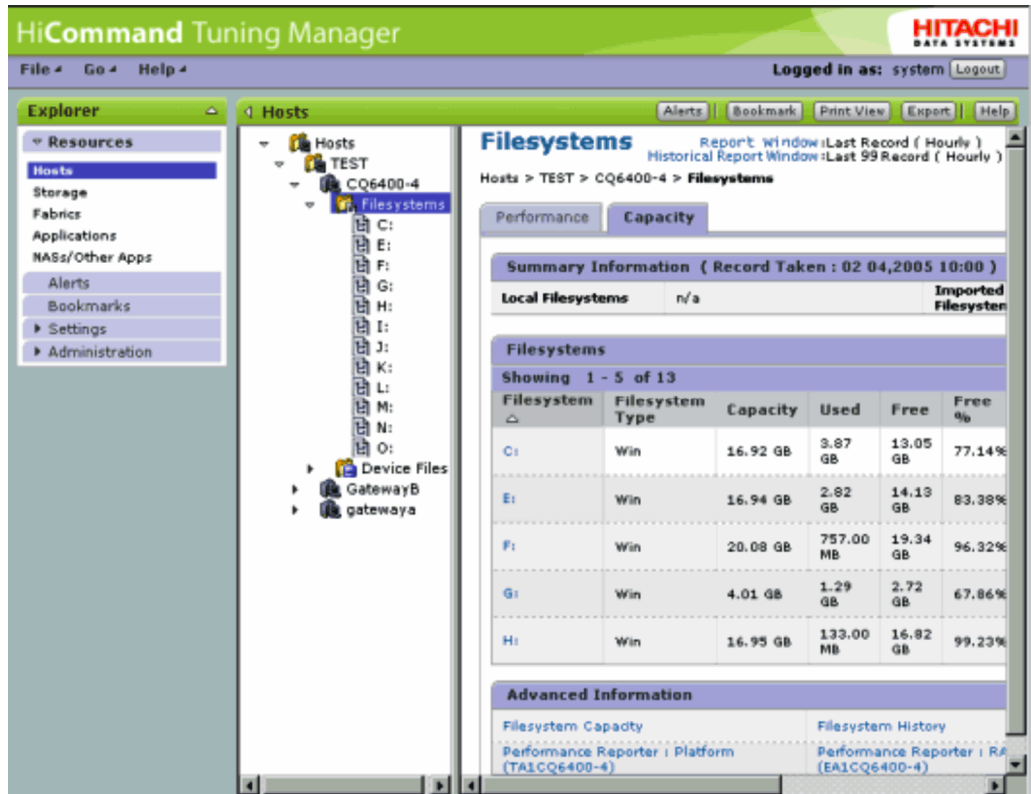 HiCommand Tuning Manager
HITACHI
DATA SYSTEMS
File Go Help
Logged in as: system Logout
Explorer
Resources
Hosts
Storage
Fabrics
Applications
NASs/Other Apps
Alerts
Bookmarks
Settings
Administration
Hosts
Alerts Bookmark Print View Export Help
Hosts
TEST
CQ6400-4
Filesystems
C:
E:
F:
G:
H:
I:
J:
K:
L:
M:
N:
O:
Device Files
GatewayB
gatewaya
Filesystems
Report Window :Last Record ( Hourly )
Historical Report Window :Last 99 Record ( Hourly )
Hosts > TEST > CQ6400-4 > Filesystems
Performance Capacity
Summary Information ( Record Taken : 02 04,2005 10:00 )
Local Filesystems n/a Imported
Filesystem
Filesystems
Showing 1 - 5 of 13
Filesystem Filesystem Type Capacity Used Free Free %
C: Win 16.92 GB 3.87 GB 13.05 GB 77.14%
E: Win 16.94 GB 2.82 GB 14.13 GB 83.38%
F: Win 20.08 GB 757.00 MB 19.34 GB 96.32%
G: Win 4.01 GB 1.29 GB 2.72 GB 67.86%
H: Win 16.95 GB 133.00 MB 16.82 GB 99.23%
Advanced Information
Filesystem Capacity Filesystem History
Performance Reporter : Platform Performance Reporter : RA
(TA1CQ6400-4) (EA1CQ6400-4)